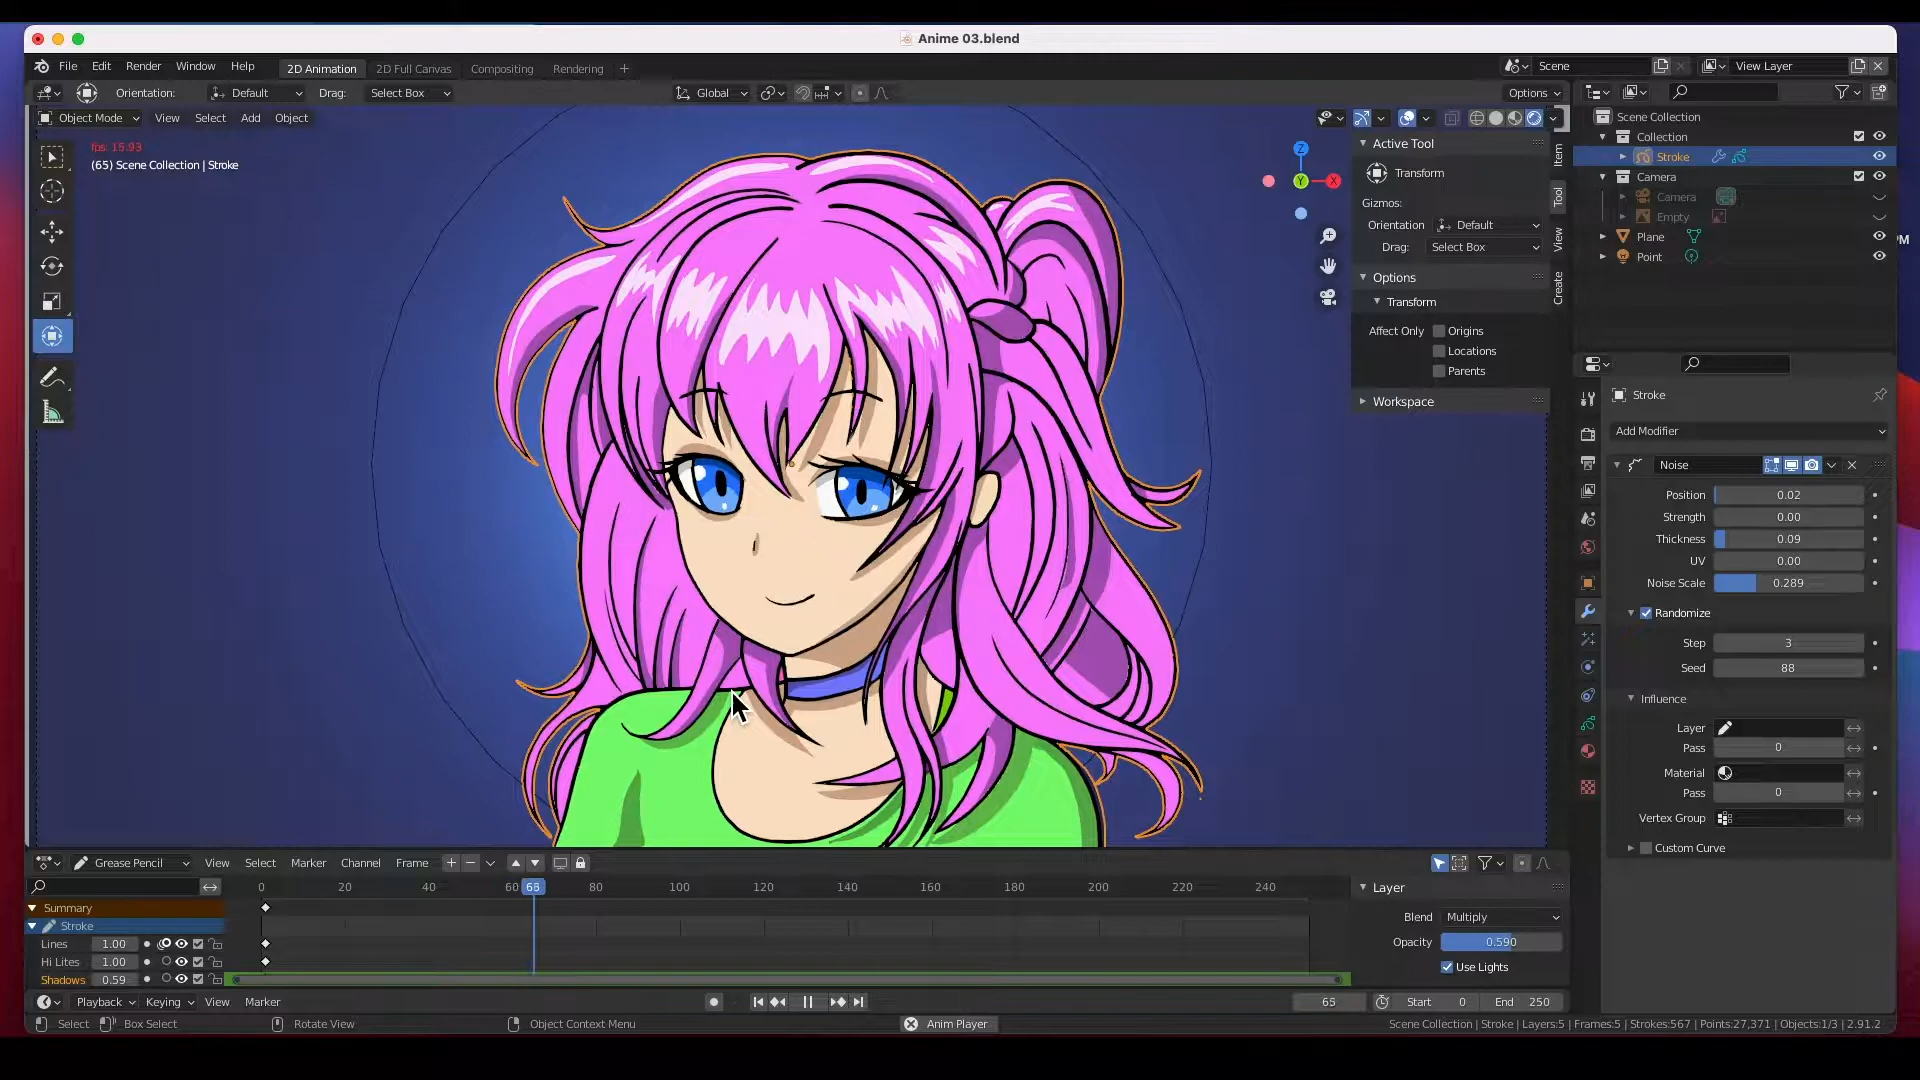 Anime 03.blend
File Edit Render Window Help 2D Animation 2D Full Canvas Compositing Rendering + Scene View Layer
Orientation: Default Drag: Select Box Global Options
Object Mode View Select Add Object
fps: 15.93
(65) Scene Collection | Stroke
Z
Y
X
Active Tool
Transform
Gizmos:
Orientation Default
Drag: Select Box
Options
Transform
Affect Only Origins
Locations
Parents
Workspace
Item
Tool
View
Create
Scene Collection
Collection
Stroke
Camera
Camera
Empty
Plane
Point
PM
Stroke
Add Modifier
Noise
Position 0.02
Strength 0.00
Thickness 0.09
UV 0.00
Noise Scale 0.289
Randomize
Step 3
Seed 88
Influence
Layer
Pass 0
Material
Pass 0
Vertex Group
Custom Curve
Grease Pencil View Select Marker Channel Frame
0 20 40 60 66 80 100 120 140 160 180 200 220 240
Summary
Stroke
Lines 1.00
Hi Lites 1.00
Shadows 0.59
Layer
Blend Multiply
Opacity 0.590
Use Lights
Playback Keying View Marker 65 Start 0 End 250
Select Box Select Rotate View Object Context Menu Anim Player Scene Collection | Stroke | Layers:5 | Frames:5 | Strokes:567 | Points:27,371 | Objects:1/3 | 2.91.2